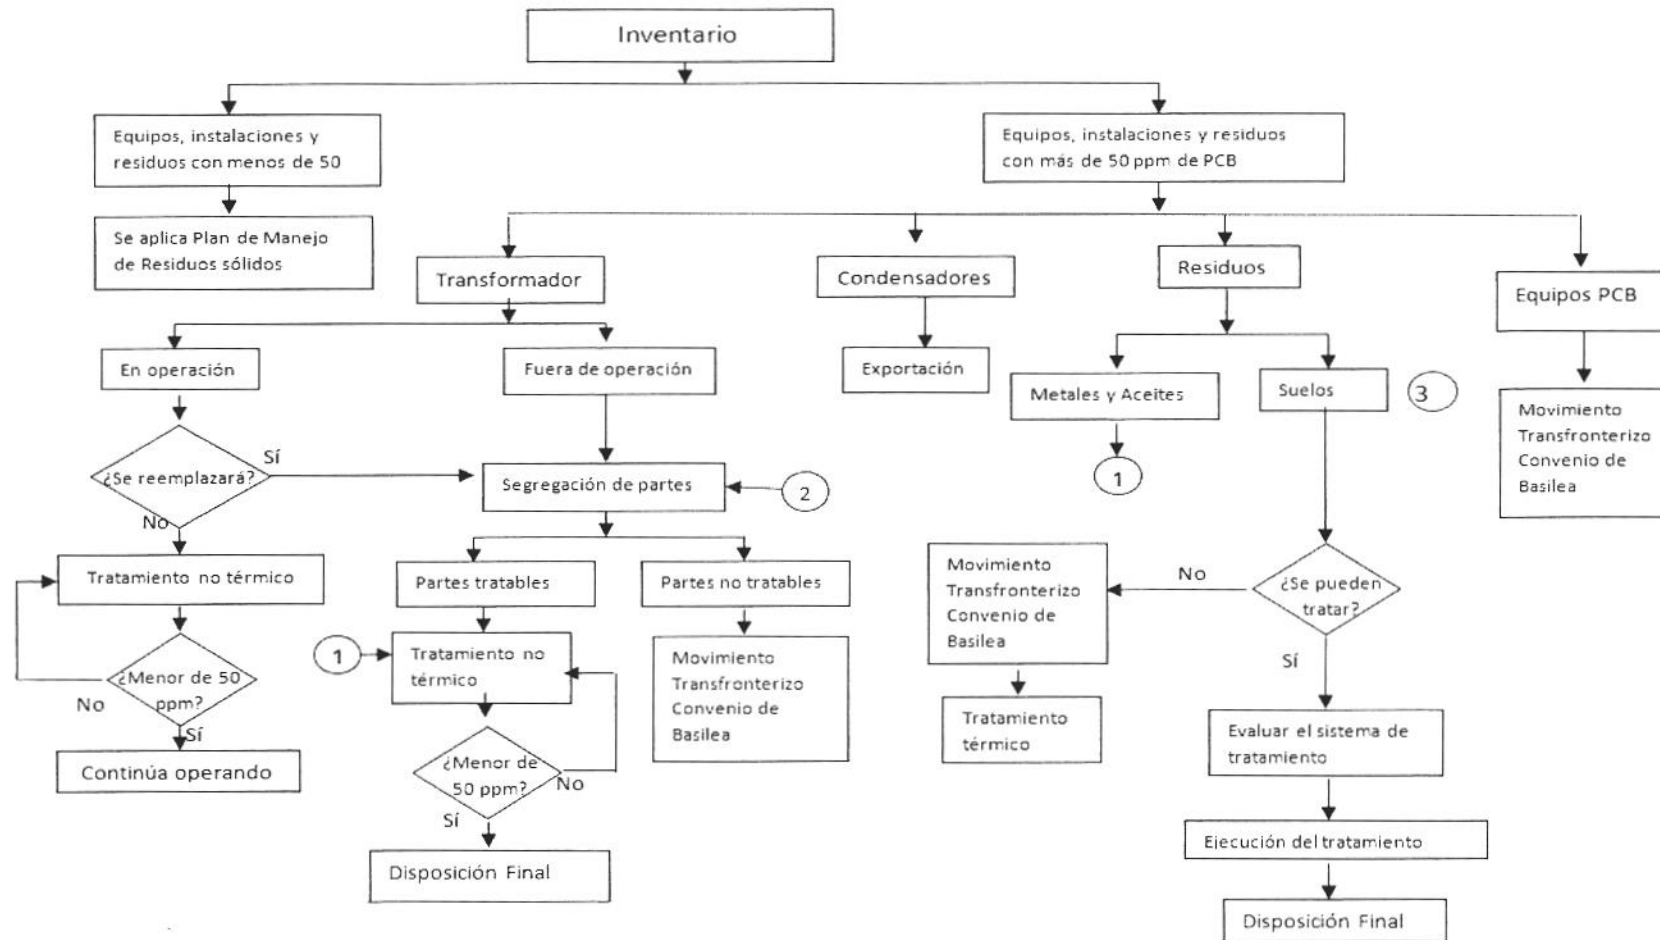 Inventario
Equipos, instalaciones y
residuos con menos de 50
Equipos, instalaciones y residuos
con más de 50 ppm de PCB
Se aplica Plan de Manejo
de Residuos sólidos
Transformador
Condensadores
Residuos
Equipos PCB
En operación
Fuera de operación
Exportación
Metales y Aceites
Suelos
3
Movimiento
Transfronterizo
Convenio de
Basilea
¿Se reemplazará?
Sí
No
Segregación de partes
2
1
Tratamiento no térmico
Partes tratables
Partes no tratables
Movimiento
Transfronterizo
Convenio de
Basilea
No
¿Se pueden
tratar?
Sí
¿Menor de 50
ppm?
No
Sí
1
Tratamiento no
térmico
Movimiento
Transfronterizo
Convenio de
Basilea
Tratamiento
térmico
Evaluar el sistema de
tratamiento
Continúa operando
¿Menor de
50 ppm?
No
Sí
Ejecución del tratamiento
Disposición Final
Disposición Final